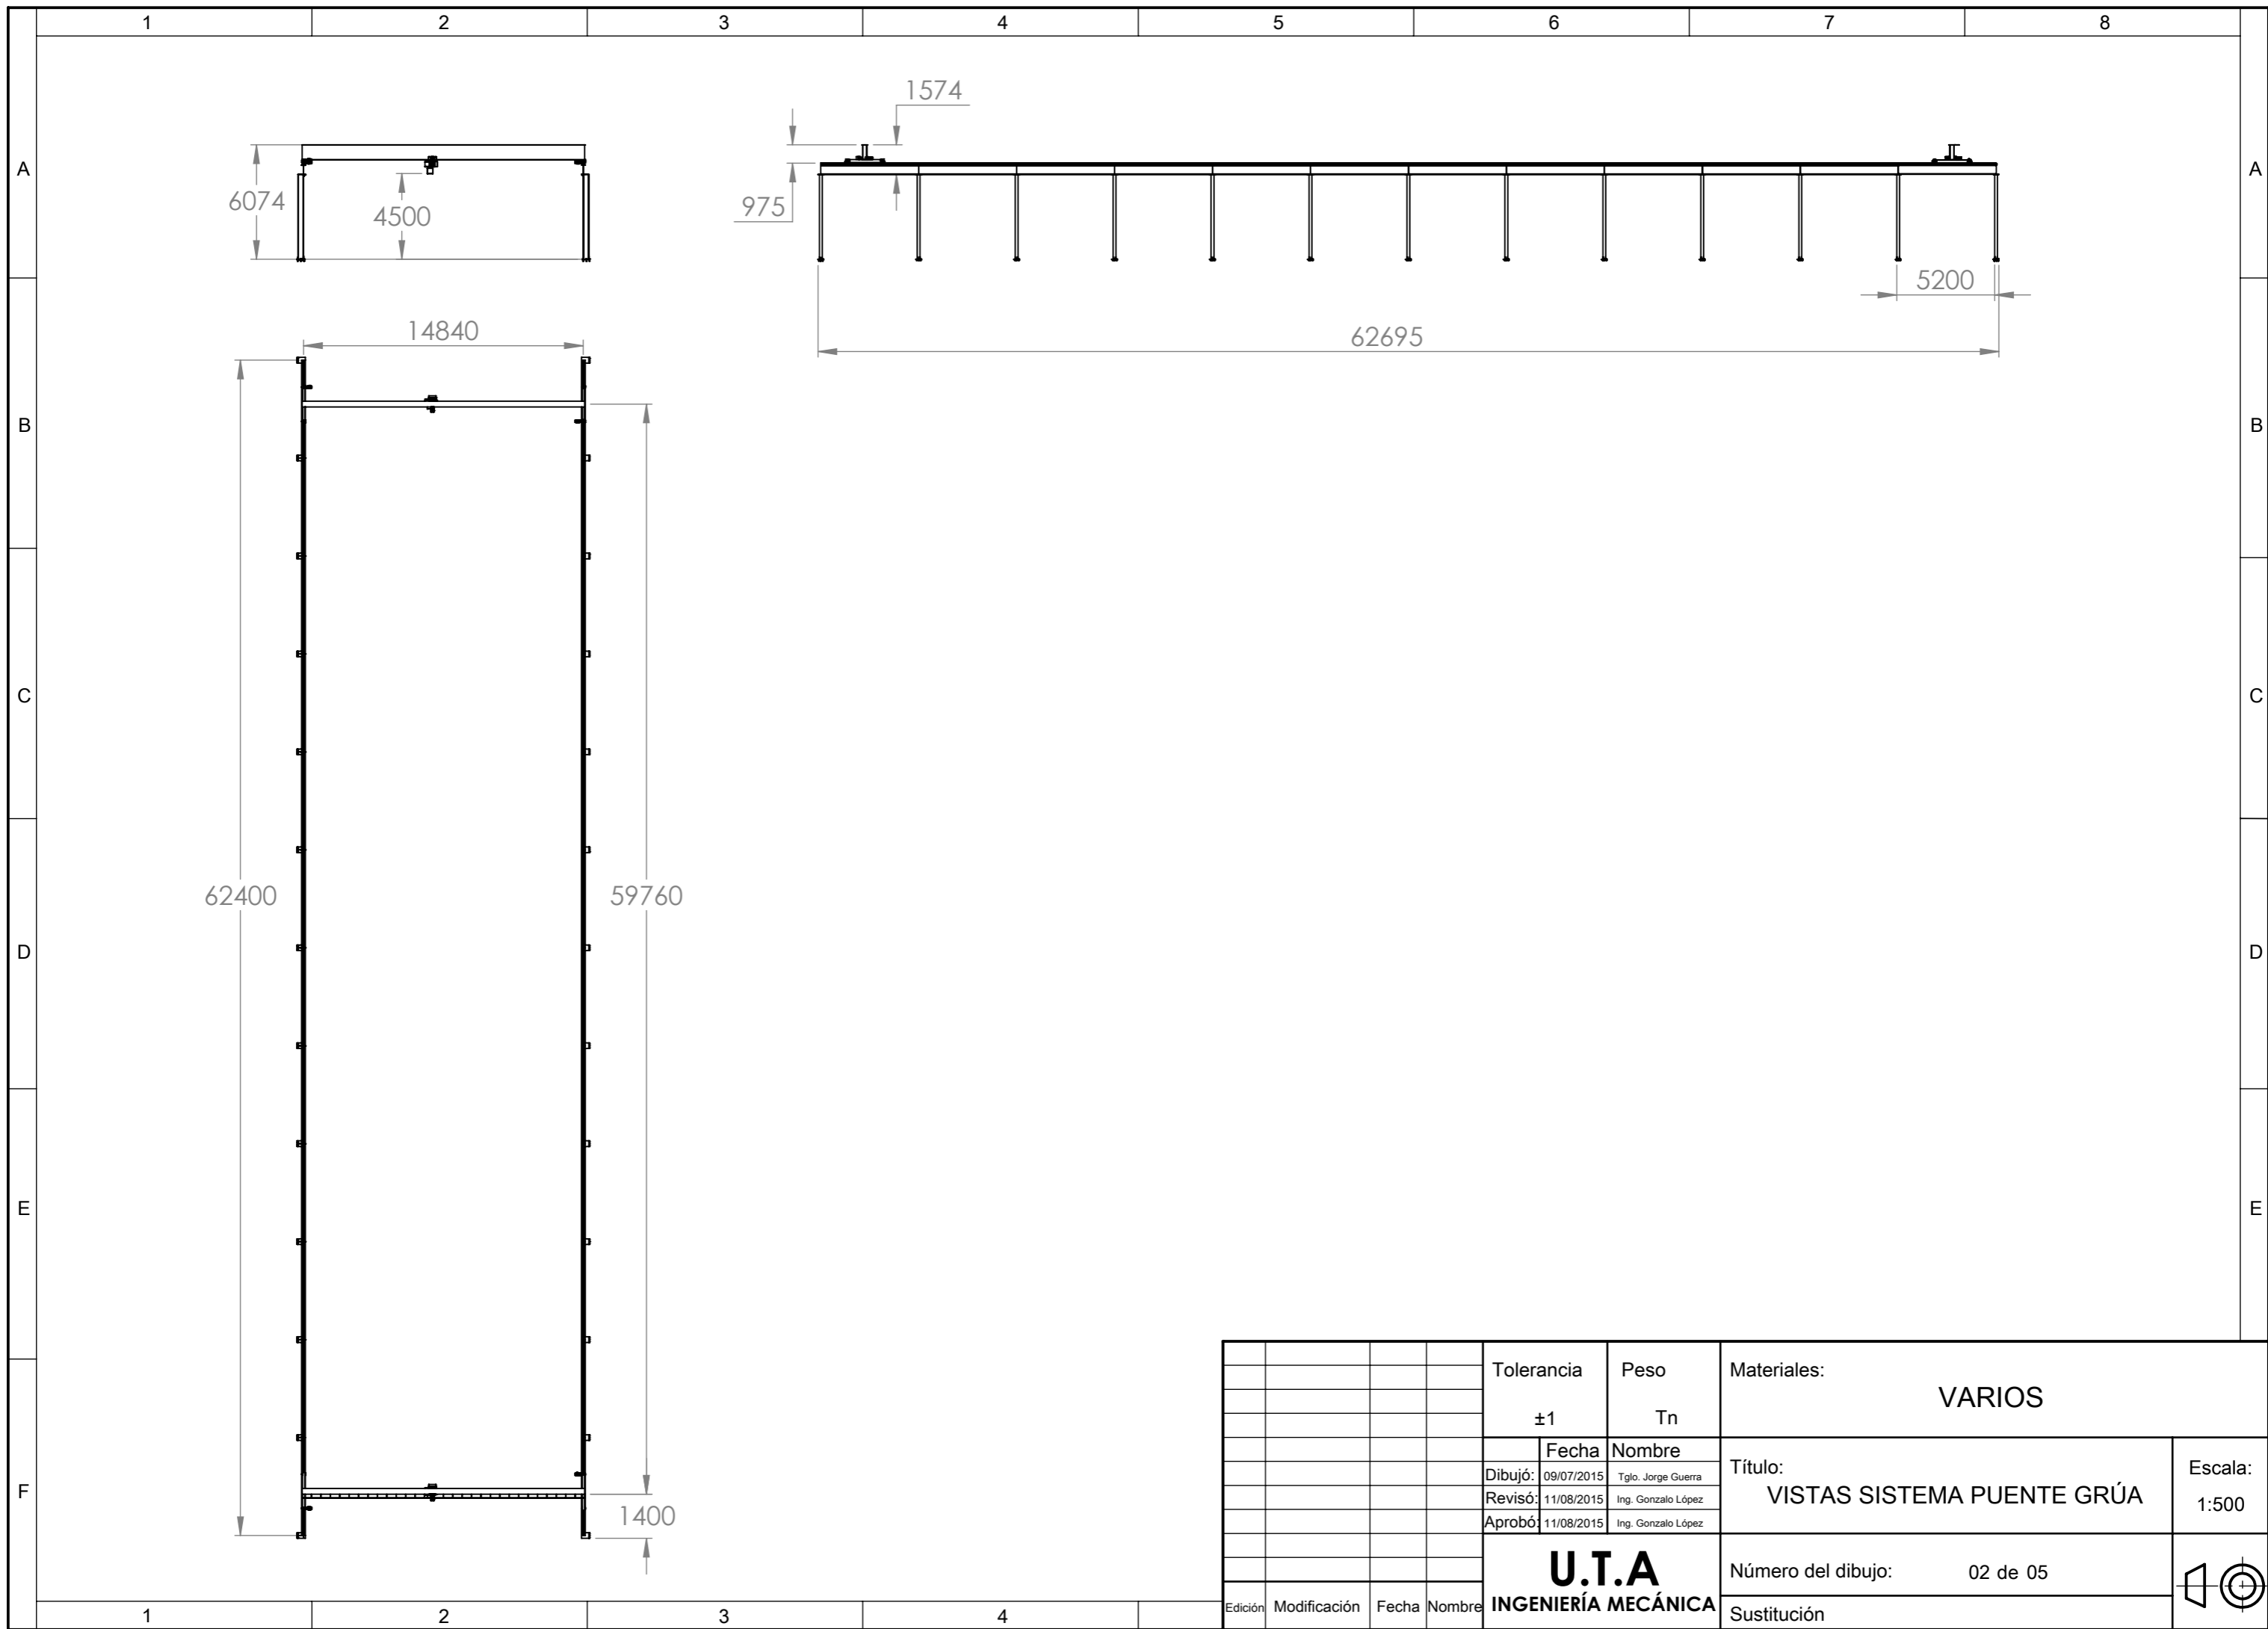 1 2 3 4 5 6 7 8
A A
B B
C C
D D
E E
F
1 2 3 4
6074
4500
1574
975
5200
62695
14840
62400
59760
1400
Tolerancia
±1
Peso
Tn
Materiales:
VARIOS
Fecha Nombre
Dibujó: 09/07/2015 Tglo. Jorge Guerra
Revisó: 11/08/2015 Ing. Gonzalo López
Aprobó: 11/08/2015 Ing. Gonzalo López
Título:
VISTAS SISTEMA PUENTE GRÚA
Escala:
1:500
U.T.A
INGENIERÍA MECÁNICA
Número del dibujo: 02 de 05
Sustitución
Edición Modificación Fecha Nombre